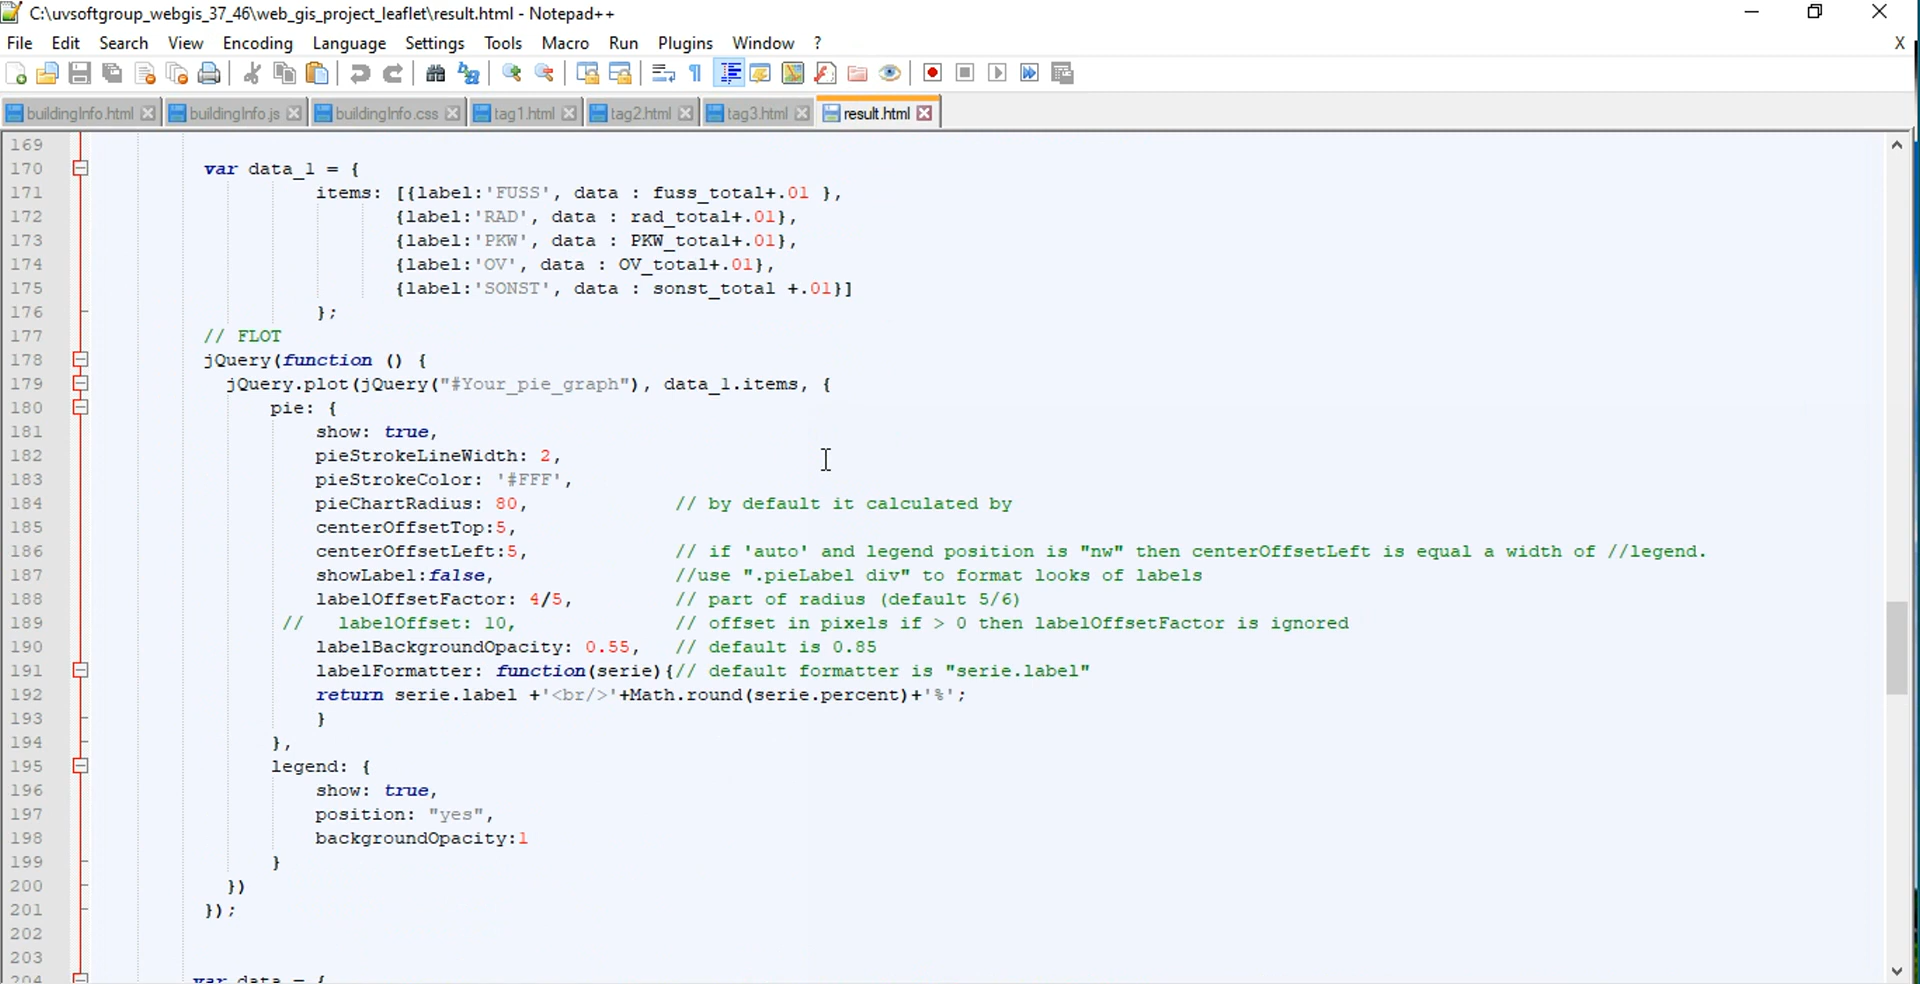 C:\uvsoftgroup_webgis_37_46\web_gis_project_leaflet\result.html - Notepad++
File Edit Search View Encoding Language Settings Tools Macro Run Plugins Window ? X
buildingInfo.html buildingInfo.js buildingInfo.css tag1.html tag2.html tag3.html result.html
169
170 var data_1 = {
171 items: [{label:'FUSS', data : fuss_total+.01 },
172 {label:'RAD', data : rad_total+.01},
173 {label:'PKW', data : PKW_total+.01},
174 {label:'OV', data : OV_total+.01},
175 {label:'SONST', data : sonst_total +.01}]
176 };
177 // FLOT
178 jQuery(function () {
179 jQuery.plot(jQuery("#Your_pie_graph"), data_1.items, {
180 pie: {
181 show: true,
182 pieStrokeLineWidth: 2,
183 pieStrokeColor: '#FFF',
184 pieChartRadius: 80, // by default it calculated by
185 centerOffsetTop:5,
186 centerOffsetLeft:5, // if 'auto' and legend position is "nw" then centerOffsetLeft is equal a width of //legend.
187 showLabel:false, //use ".pieLabel div" to format looks of labels
188 labelOffsetFactor: 4/5, // part of radius (default 5/6)
189 // labelOffset: 10, // offset in pixels if > 0 then labelOffsetFactor is ignored
190 labelBackgroundOpacity: 0.55, // default is 0.85
191 labelFormatter: function(serie){// default formatter is "serie.label"
192 return serie.label +'<br/>'+Math.round(serie.percent)+'%';
193 }
194 },
195 legend: {
196 show: true,
197 position: "yes",
198 backgroundOpacity:1
199 }
200 })
201 });
202
203
204 var data = {